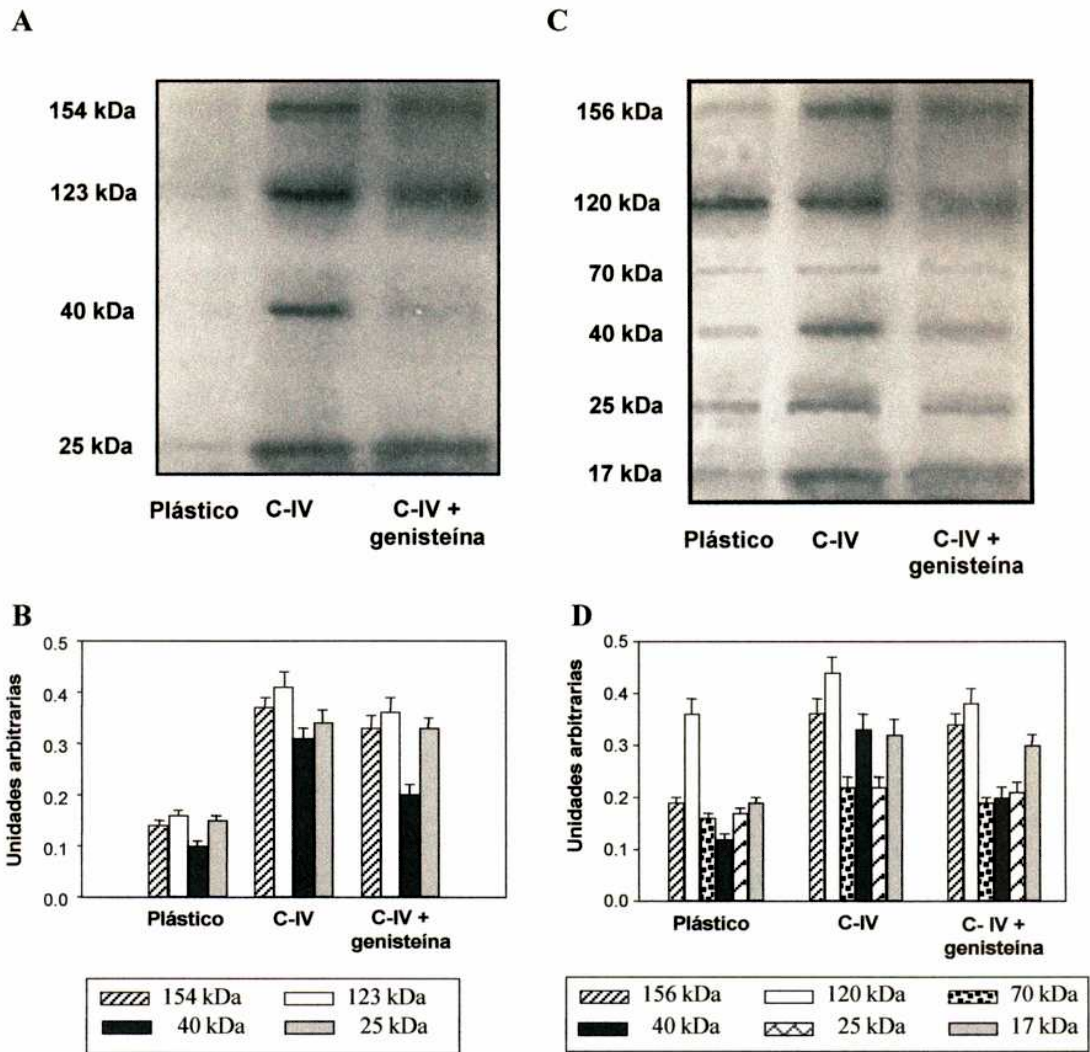 A
154 kDa
123 kDa
40 kDa
25 kDa
Plástico
C-IV
C-IV +
genisteína
C
156 kDa
120 kDa
70 kDa
40 kDa
25 kDa
17 kDa
Plástico
C-IV
C-IV +
genisteína
B
Unidades arbitrarias
0.5
0.4
0.3
0.2
0.1
0.0
Plástico
C-IV
C-IV +
genisteína
154 kDa
123 kDa
40 kDa
25 kDa
D
Unidades arbitrarias
0.5
0.4
0.3
0.2
0.1
0.0
Plástico
C-IV
C- IV +
genisteína
156 kDa
120 kDa
70 kDa
40 kDa
25 kDa
17 kDa